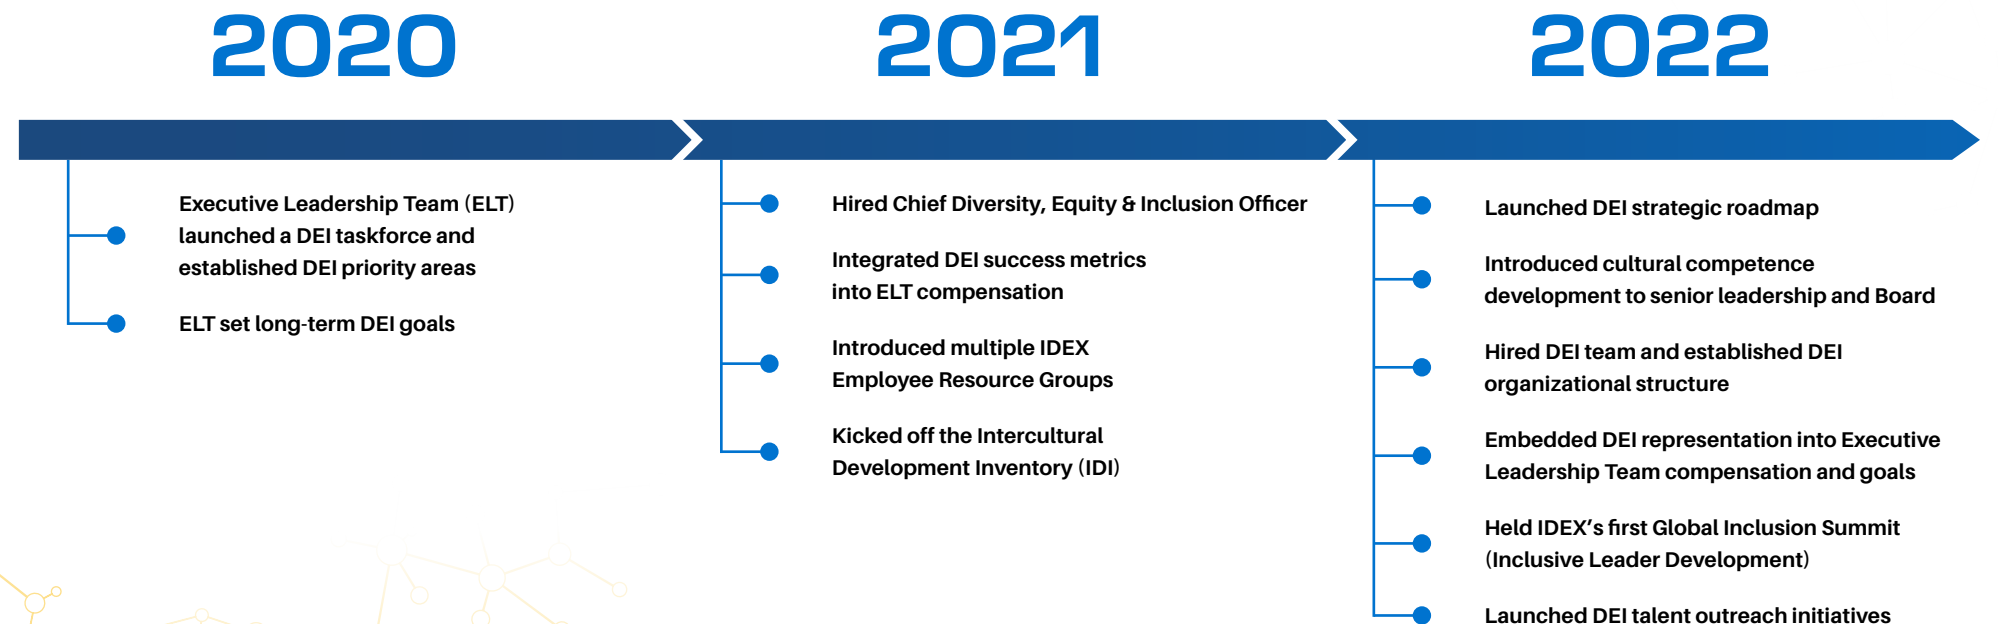 2020
Executive Leadership Team (ELT)
launched a DEI taskforce and
established DEI priority areas
ELT set long-term DEI goals
2021
Hired Chief Diversity, Equity & Inclusion Officer
Integrated DEI success metrics
into ELT compensation
Introduced multiple IDEX
Employee Resource Groups
Kicked off the Intercultural
Development Inventory (IDI)
2022
Launched DEI strategic roadmap
Introduced cultural competence
development to senior leadership and Board
Hired DEI team and established DEI
organizational structure
Embedded DEI representation into Executive
Leadership Team compensation and goals
Held IDEX’s first Global Inclusion Summit
(Inclusive Leader Development)
Launched DEI talent outreach initiatives